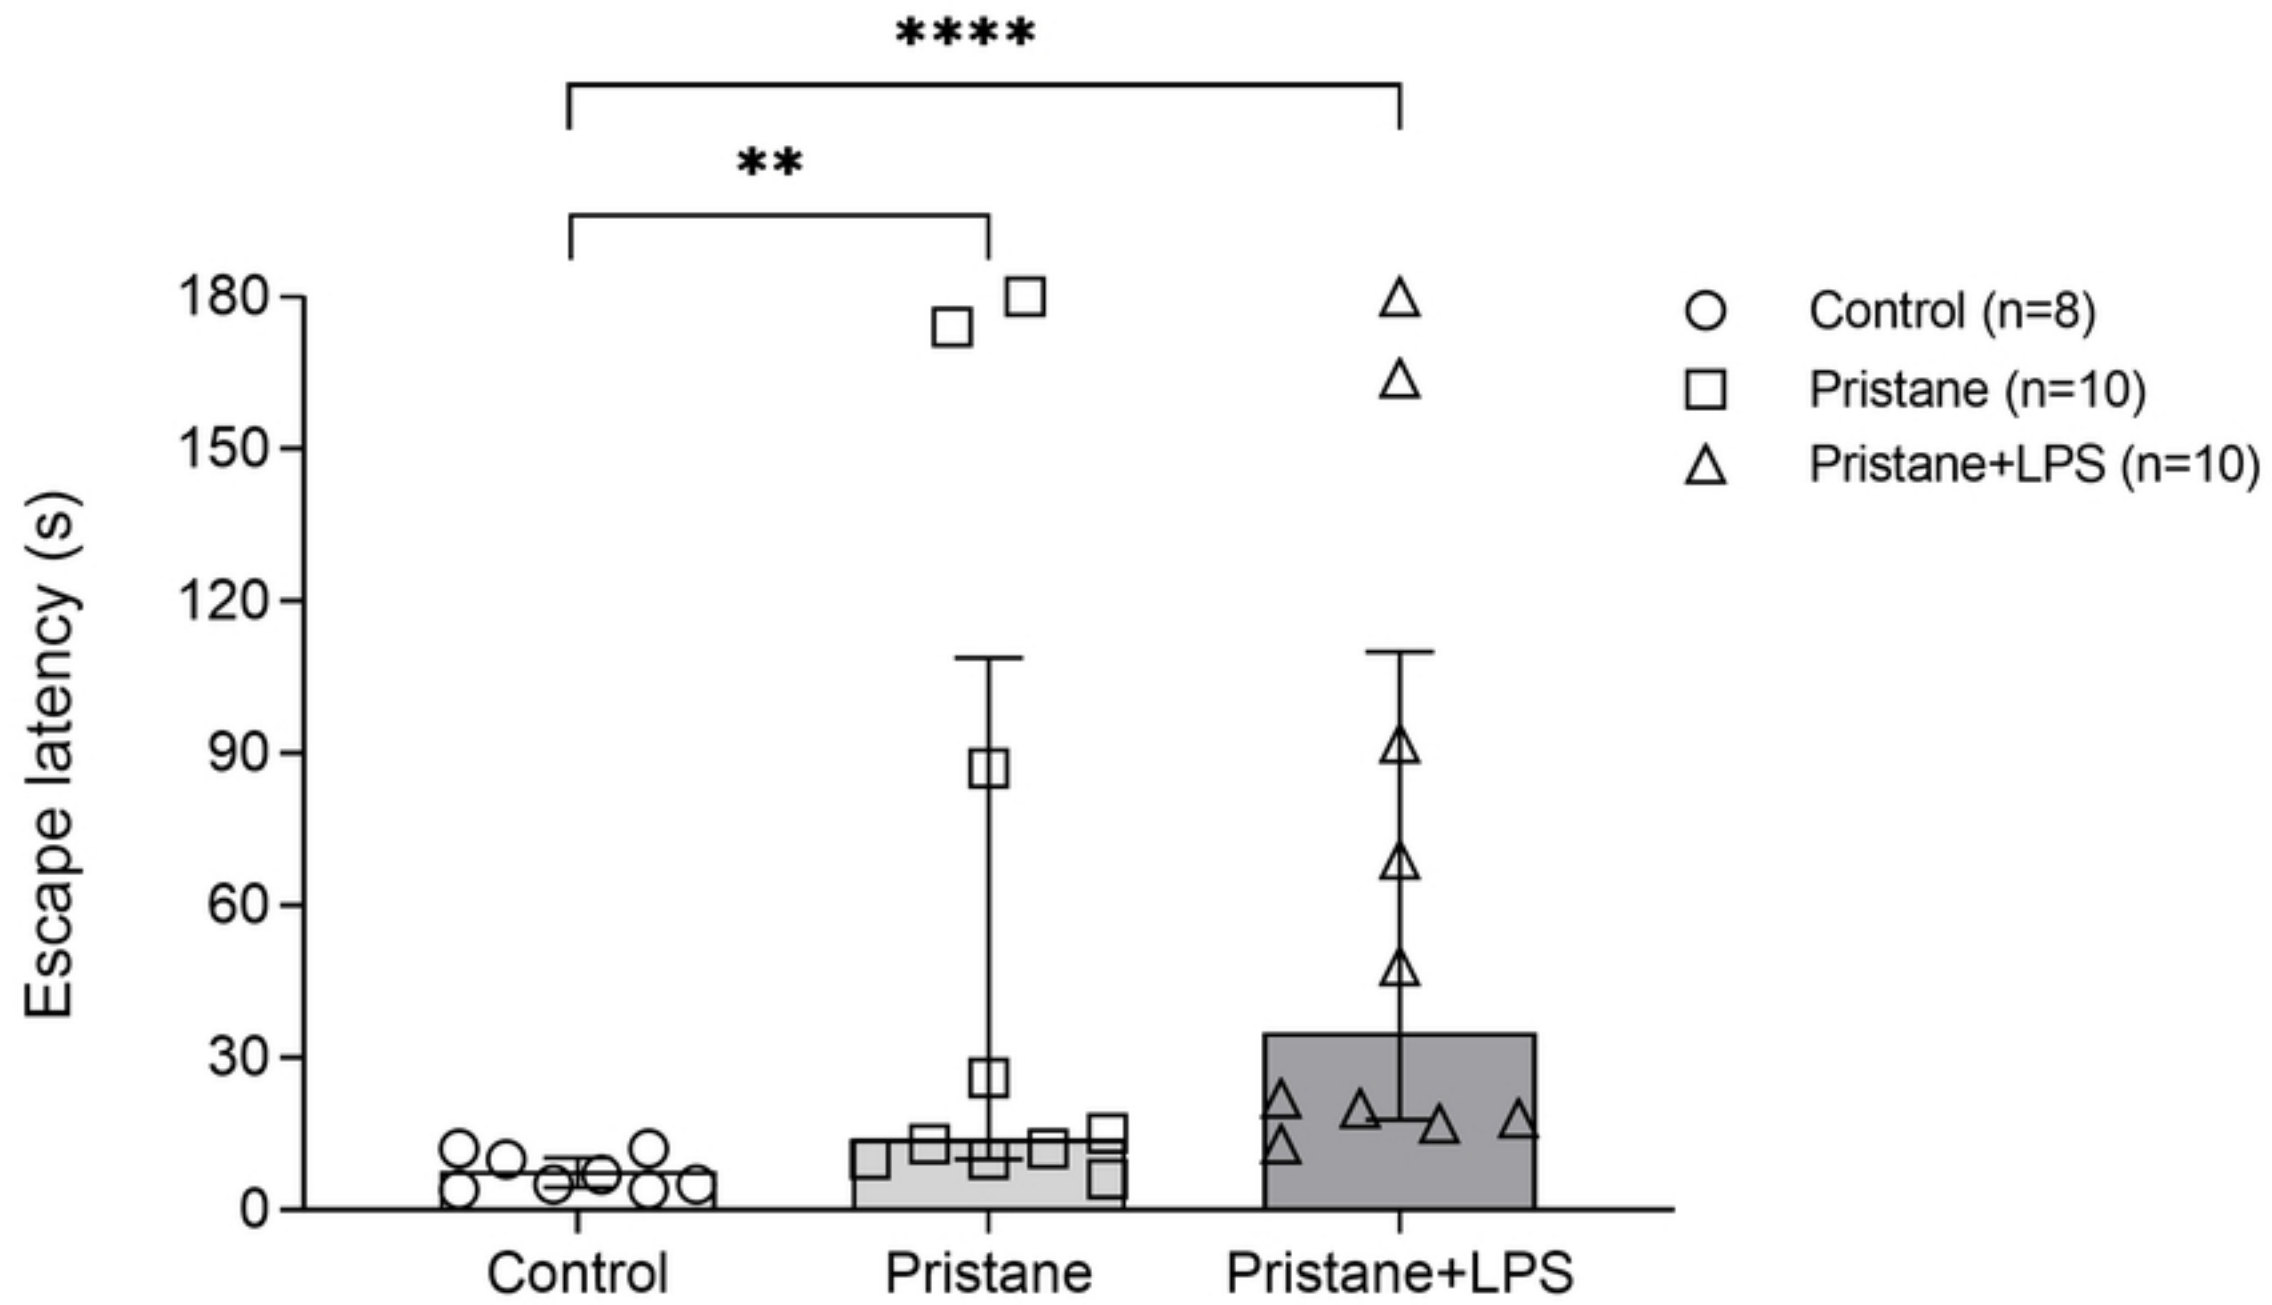 ****
**
Escape latency (s)
180
150
120
90
60
30
0
Control
Pristane
Pristane+LPS
Control (n=8)
Pristane (n=10)
Pristane+LPS (n=10)